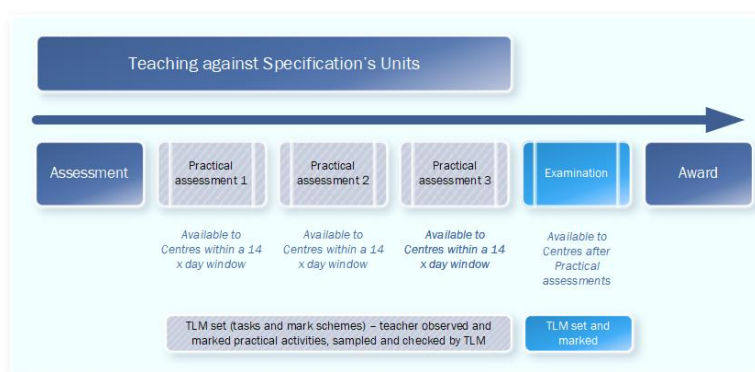 Teaching against Specification's Units
Assessment
Practical
assessment 1
Practical
assessment 2
Practical
assessment 3
Examination
Award
Available to
Centres within a 14
x day window
Available to
Centres within a 14
x day window
Available to
Centres within a 14
x day window
Available to
Centres after
Practical
assessments
TLM set (tasks and mark schemes) – teacher observed and
marked practical activities, sampled and checked by TLM
TLM set and
marked